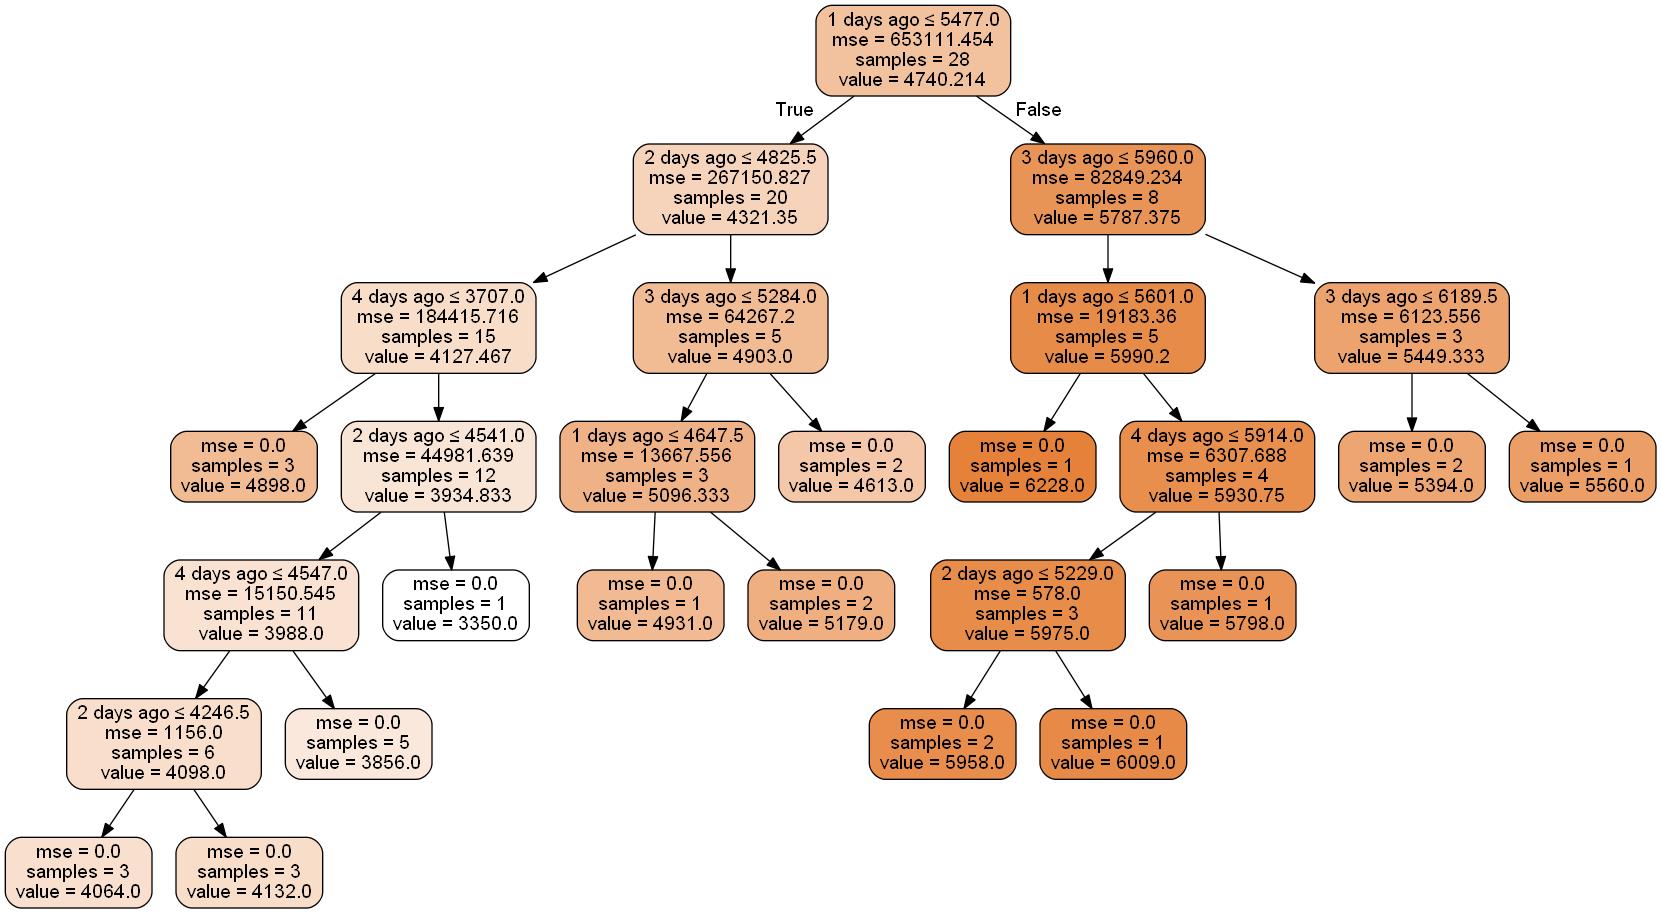 1 days ago ≤ 5477.0
mse = 653111.454
samples = 28
value = 4740.214
True
False
2 days ago ≤ 4825.5
mse = 267150.827
samples = 20
value = 4321.35
3 days ago ≤ 5960.0
mse = 82849.234
samples = 8
value = 5787.375
4 days ago ≤ 3707.0
mse = 184415.716
samples = 15
value = 4127.467
3 days ago ≤ 5284.0
mse = 64267.2
samples = 5
value = 4903.0
1 days ago ≤ 5601.0
mse = 19183.36
samples = 5
value = 5990.2
3 days ago ≤ 6189.5
mse = 6123.556
samples = 3
value = 5449.333
mse = 0.0
samples = 3
value = 4898.0
2 days ago ≤ 4541.0
mse = 44981.639
samples = 12
value = 3934.833
1 days ago ≤ 4647.5
mse = 13667.556
samples = 3
value = 5096.333
mse = 0.0
samples = 2
value = 4613.0
mse = 0.0
samples = 1
value = 6228.0
4 days ago ≤ 5914.0
mse = 6307.688
samples = 4
value = 5930.75
mse = 0.0
samples = 2
value = 5394.0
mse = 0.0
samples = 1
value = 5560.0
4 days ago ≤ 4547.0
mse = 15150.545
samples = 11
value = 3988.0
mse = 0.0
samples = 1
value = 3350.0
mse = 0.0
samples = 1
value = 4931.0
mse = 0.0
samples = 2
value = 5179.0
2 days ago ≤ 5229.0
mse = 578.0
samples = 3
value = 5975.0
mse = 0.0
samples = 1
value = 5798.0
2 days ago ≤ 4246.5
mse = 1156.0
samples = 6
value = 4098.0
mse = 0.0
samples = 5
value = 3856.0
mse = 0.0
samples = 2
value = 5958.0
mse = 0.0
samples = 1
value = 6009.0
mse = 0.0
samples = 3
value = 4064.0
mse = 0.0
samples = 3
value = 4132.0